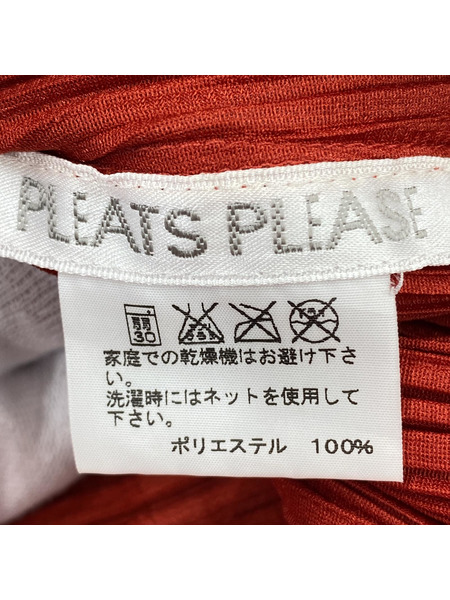 PLEATS PLEASE
弱
30
家庭での乾燥機はお避け下さ
い。
洗濯時にはネットを使用して
下さい。
ポリエステル 100%